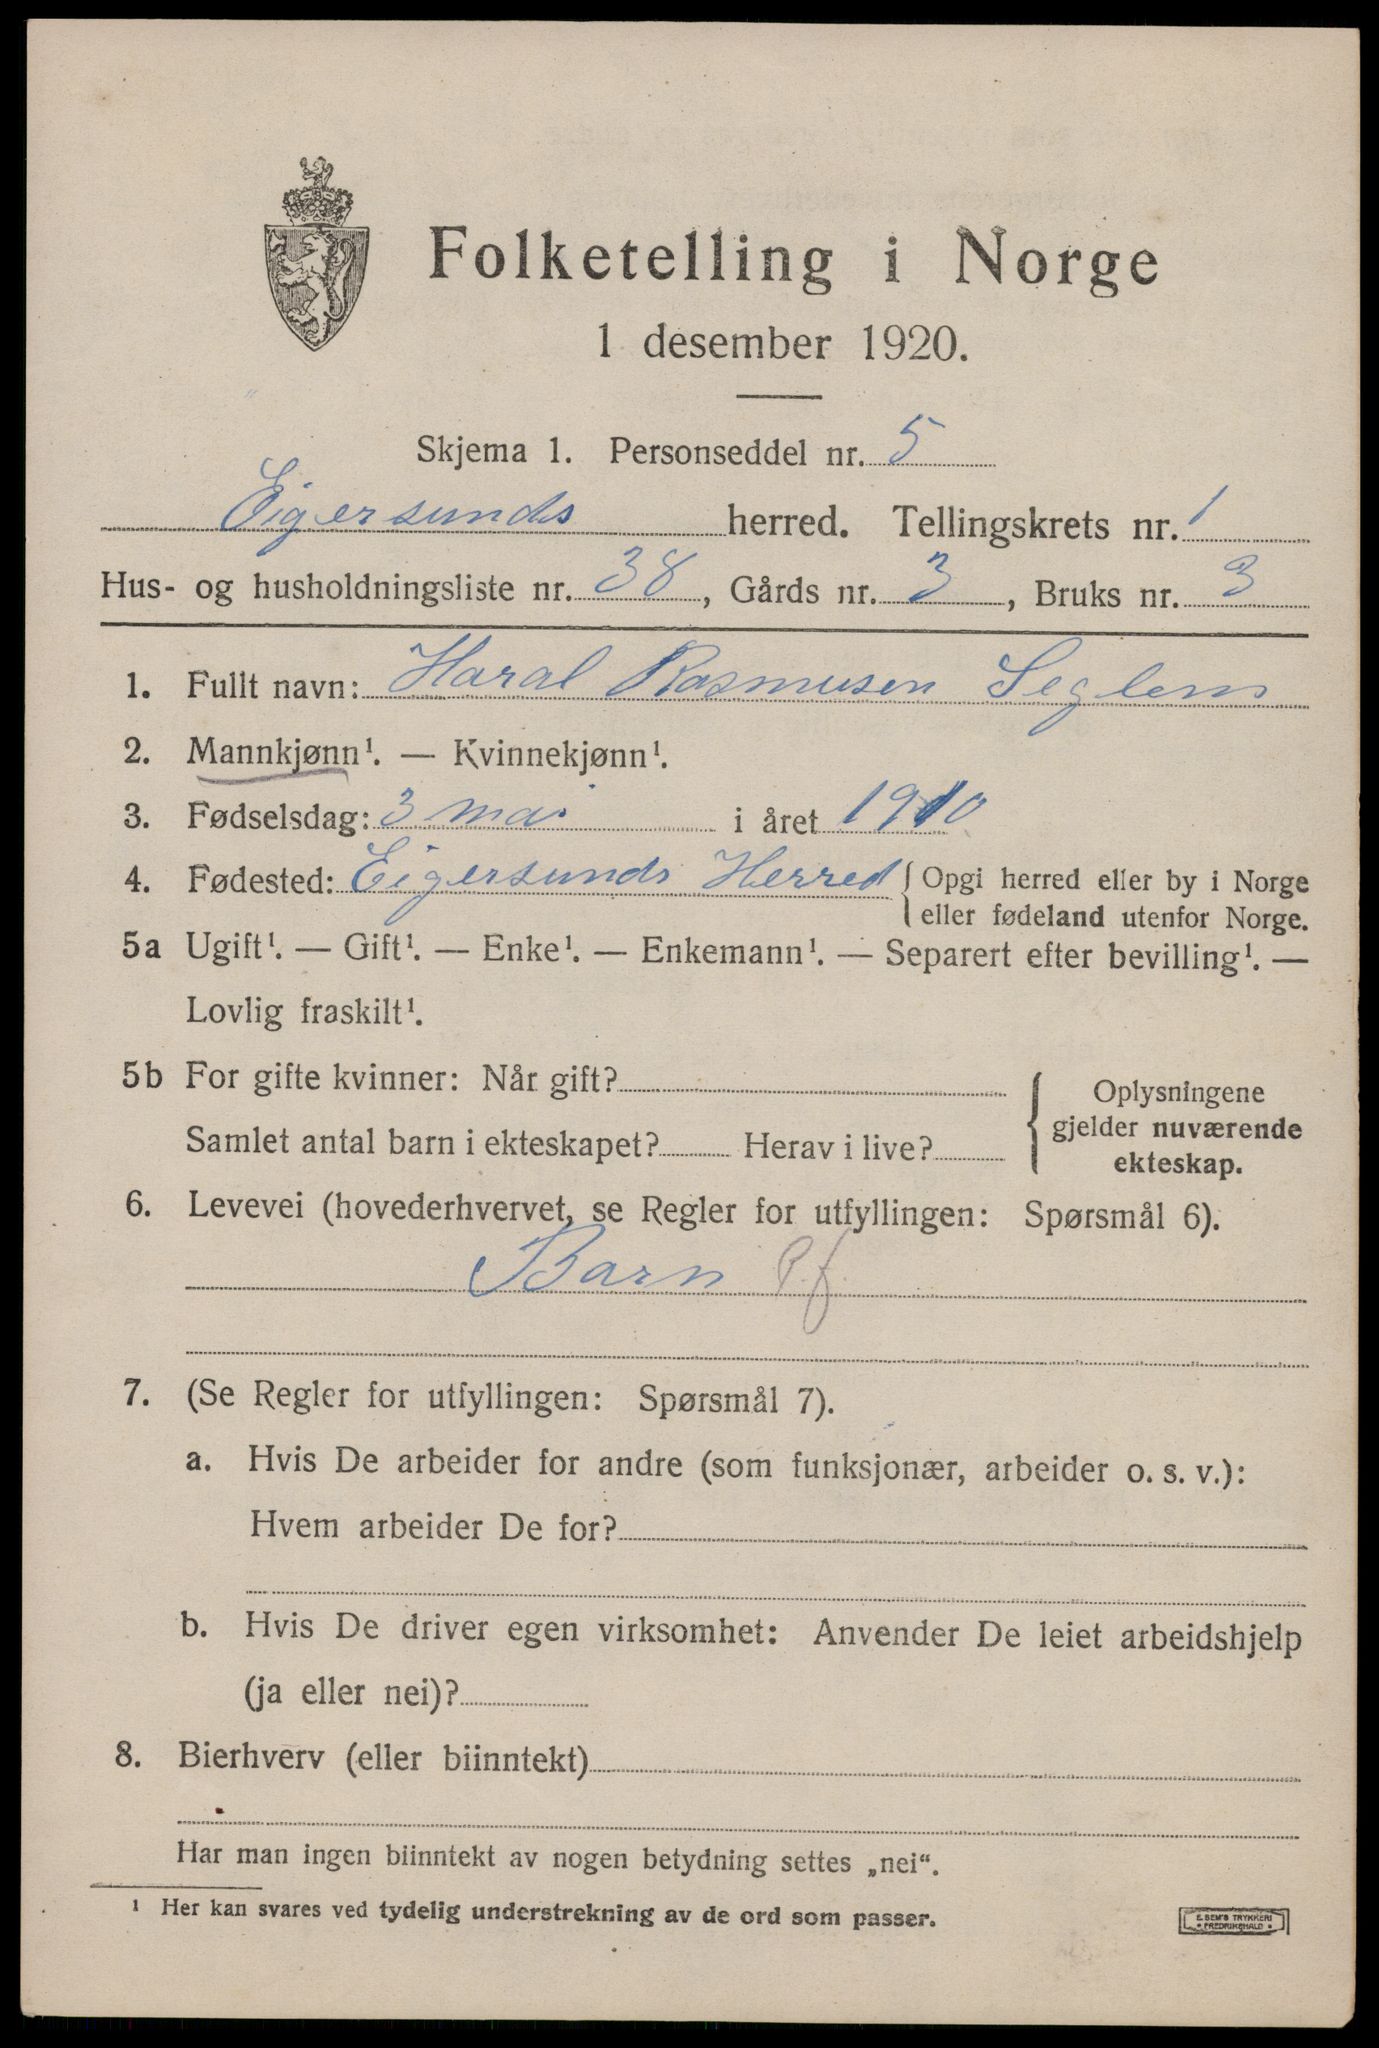 Folketelling i Norge
1 desember 1920.
Skjema 1. Personseddel nr. 5
Eigersunds herred. Tellingskrets nr. 1
Hus- og husholdningsliste nr. 38, Gårds nr. 3, Bruks nr. 3
1. Fullt navn: Haral Rasmusen Seglem
2. Mannkjønn¹. — Kvinnekjønn¹.
3. Fødselsdag: 3 mai i året 1910
4. Fødested: Eigersunds Herred { Opgi herred eller by i Norge
eller fødeland utenfor Norge.
5a Ugift¹. — Gift¹. — Enke¹. — Enkemann¹. — Separert efter bevilling¹. —
Lovlig fraskilt¹.
5b For gifte kvinner: Når gift?
Samlet antal barn i ekteskapet? Herav i live?
Oplysningene
gjelder nuværende
ekteskap.
6. Levevei (hovederhvervet, se Regler for utfyllingen: Spørsmål 6).
Barn P.f.
7. (Se Regler for utfyllingen: Spørsmål 7).
a. Hvis De arbeider for andre (som funksjonær, arbeider o. s. v.):
Hvem arbeider De for?
b. Hvis De driver egen virksomhet: Anvender De leiet arbeidshjelp
(ja eller nei)?
8. Bierhverv (eller biinntekt)
Har man ingen biinntekt av nogen betydning settes „nei“.
¹ Her kan svares ved tydelig understrekning av de ord som passer.
E. SEM'S TRYKKERI
• FREDRIKSHALD •